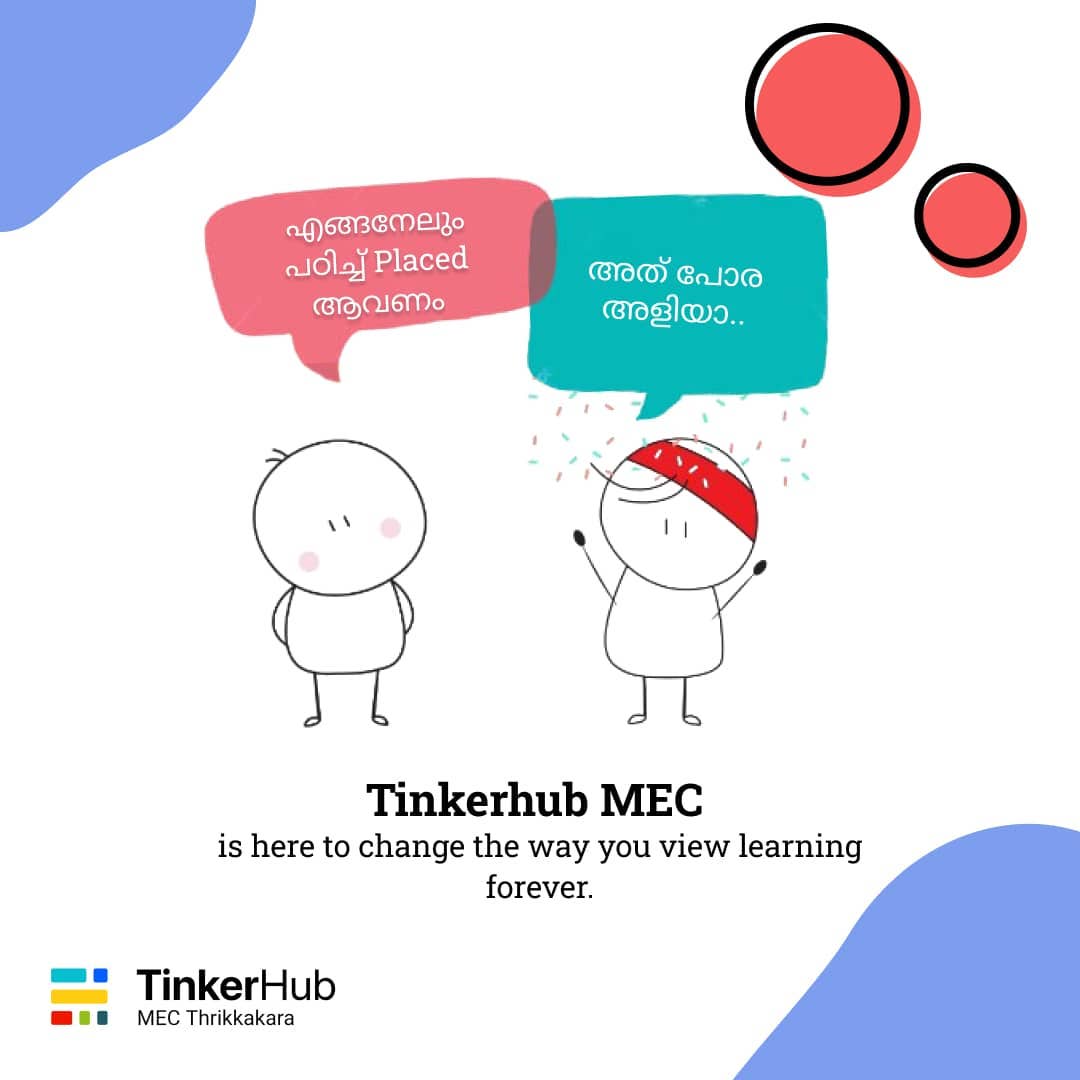 എങ്ങനേലും
പഠിച്ച് Placed
ആവണം
അത് പോര
അളിയാ..
Tinkerhub MEC
is here to change the way you view learning
forever.
TinkerHub
MEC Thrikkakara